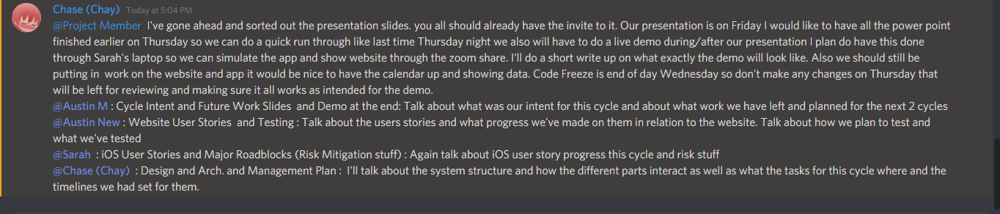 Chase (Chay) Today at 5:04 PM
@Project Member I've gone ahead and sorted out the presentation slides. you all should already have the invite to it. Our presentation is on Friday I would like to have all the power point
finished earlier on Thursday so we can do a quick run through like last time Thursday night we also will have to do a live demo during/after our presentation I plan do have this done
through Sarah's laptop so we can simulate the app and show website through the zoom share. I'll do a short write up on what exactly the demo will look like. Also we should still be
putting in work on the website and app it would be nice to have the calendar up and showing data. Code Freeze is end of day Wednesday so don't make any changes on Thursday that
will be left for reviewing and making sure it all works as intended for the demo.
@Austin M : Cycle Intent and Future Work Slides and Demo at the end: Talk about what was our intent for this cycle and about what work we have left and planned for the next 2 cycles
@Austin New : Website User Stories and Testing : Talk about the users stories and what progress we've made on them in relation to the website. Talk about how we plan to test and
what we've tested
@Sarah : iOS User Stories and Major Roadblocks (Risk Mitigation stuff) : Again talk about iOS user story progress this cycle and risk stuff
@Chase (Chay) : Design and Arch. and Management Plan : I'll talk about the system structure and how the different parts interact as well as what the tasks for this cycle where and the
timelines we had set for them.